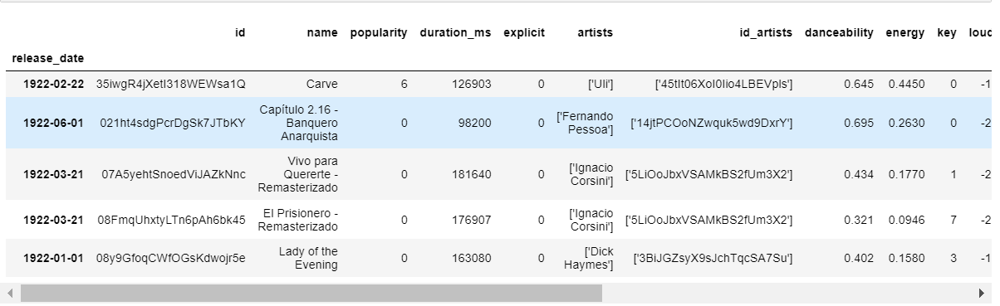 id name popularity duration_ms explicit artists id_artists danceability energy key loud
release_date
1922-02-22 35iwgR4jXetI318WEWsa1Q Carve 6 126903 0 ['Uli'] ['45tIt06XoI0Iio4LBEVpls'] 0.645 0.4450 0 -1
Capítulo 2.16 -
1922-06-01 021ht4sdgPcrDgSk7JTbKY Banquero 0 98200 0 ['Fernando Pessoa'] ['14jtPCOoNZwquk5wd9DxrY'] 0.695 0.2630 0 -2
Anarquista
Vivo para
1922-03-21 07A5yehtSnoedViJAZkNnc Quererte - 0 181640 0 ['Ignacio Corsini'] ['5LiOoJbxVSAMkBS2fUm3X2'] 0.434 0.1770 1 -2
Remasterizado
1922-03-21 08FmqUhxtyLTn6pAh6bk45 El Prisionero - Remasterizado 0 176907 0 ['Ignacio Corsini'] ['5LiOoJbxVSAMkBS2fUm3X2'] 0.321 0.0946 7 -2
1922-01-01 08y9GfoqCWfOGsKdwojr5e Lady of the Evening 0 163080 0 ['Dick Haymes'] ['3BiJGZsyX9sJchTqcSA7Su'] 0.402 0.1580 3 -1